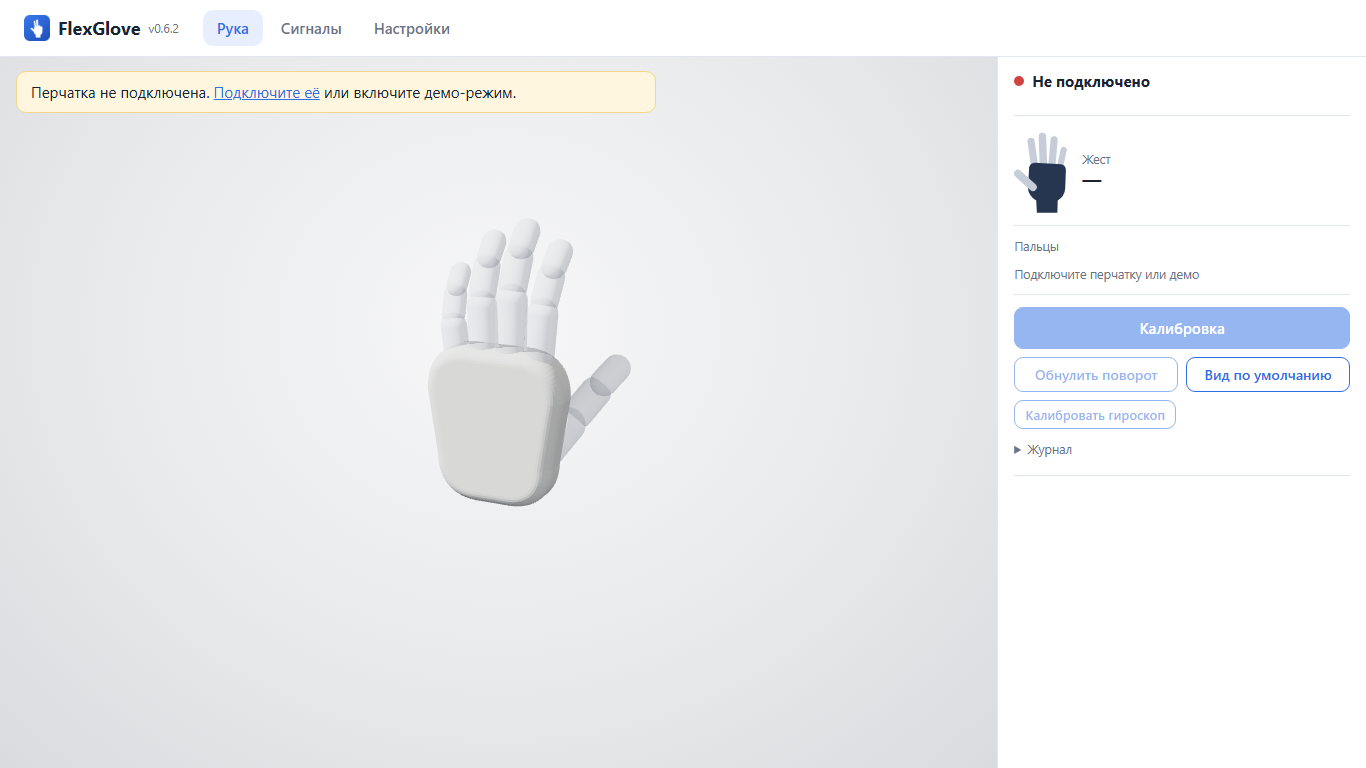 FlexGlove v0.6.2 Рука Сигналы Настройки
Перчатка не подключена. Подключите её или включите демо-режим.
Не подключено
Жест
—
Пальцы
Подключите перчатку или демо
Калибровка
Обнулить поворот Вид по умолчанию
Калибровать гироскоп
Журнал